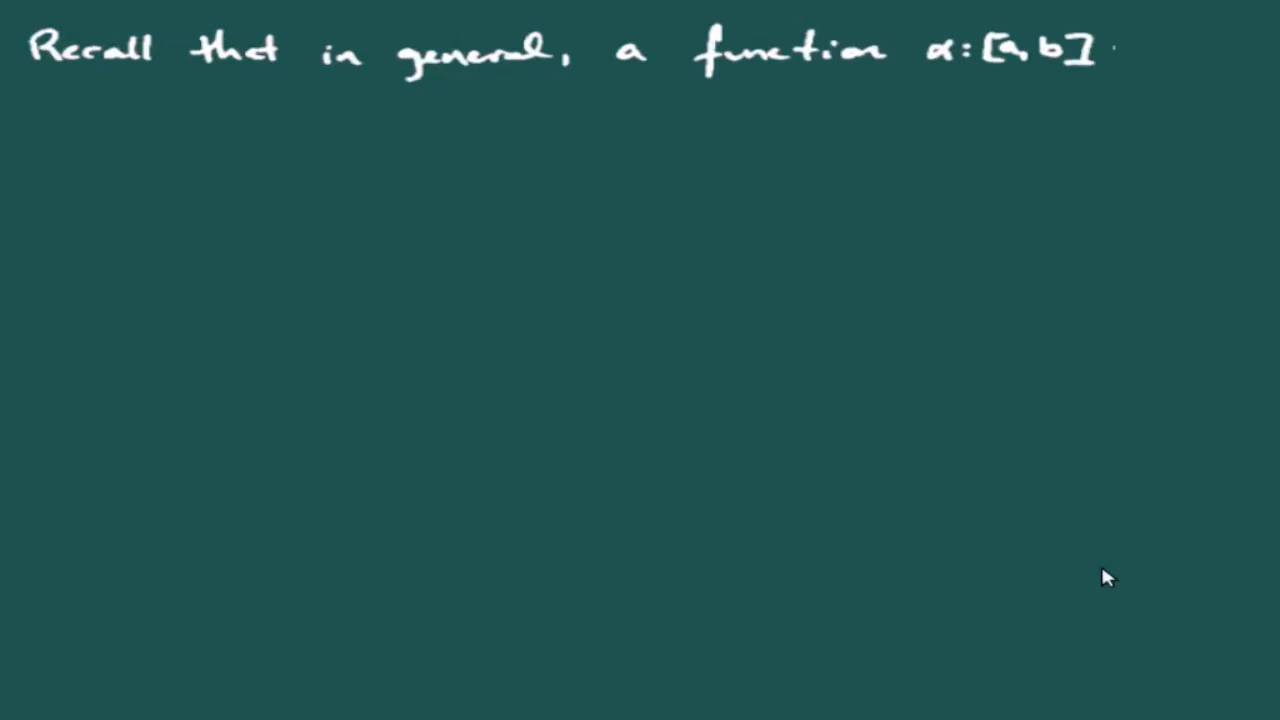 Recall that in general, a function α:[a,b]